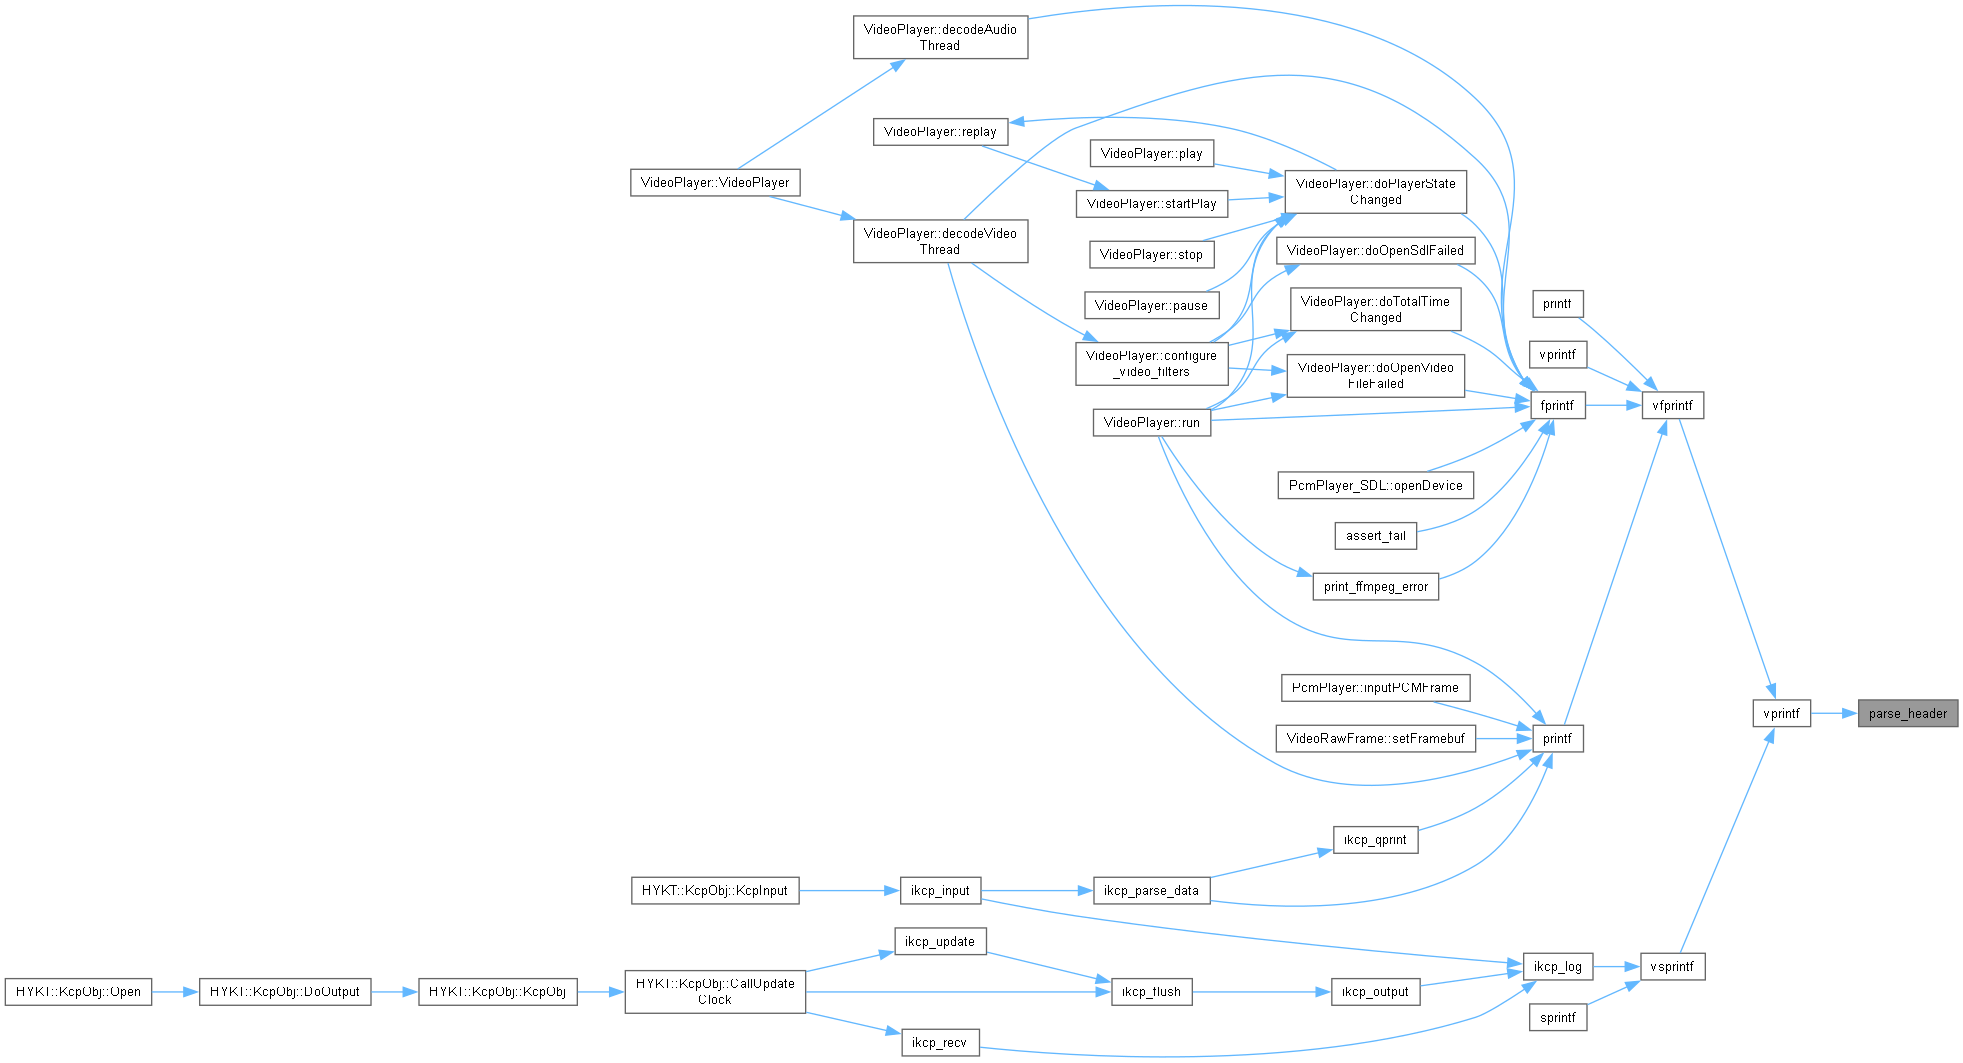 VideoPlayer::decodeAudio
Thread
VideoPlayer::replay
VideoPlayer::play
VideoPlayer::VideoPlayer
VideoPlayer::doPlayerState
Changed
VideoPlayer::startPlay
VideoPlayer::decodeVideo
Thread
VideoPlayer::stop
VideoPlayer::doOpenSdlFailed
VideoPlayer::pause
VideoPlayer::doTotalTime
Changed
printf
VideoPlayer::configure
_video_filters
vprintf
VideoPlayer::doOpenVideo
FileFailed
fprintf
vfprintf
VideoPlayer::run
PcmPlayer_SDL::openDevice
assert_fail
print_ffmpeg_error
PcmPlayer::inputPCMFrame
vprintf
parse_header
VideoRawFrame::setFramebuf
printf
ikcp_qprint
HYKT::KcpObj::KcpInput
ikcp_input
ikcp_parse_data
ikcp_update
ikcp_log
vsprintf
HYKT::KcpObj::Open
HYKT::KcpObj::DoOutput
HYKT::KcpObj::KcpObj
HYKT::KcpObj::CallUpdate
Clock
ikcp_flush
ikcp_output
sprintf
ikcp_recv